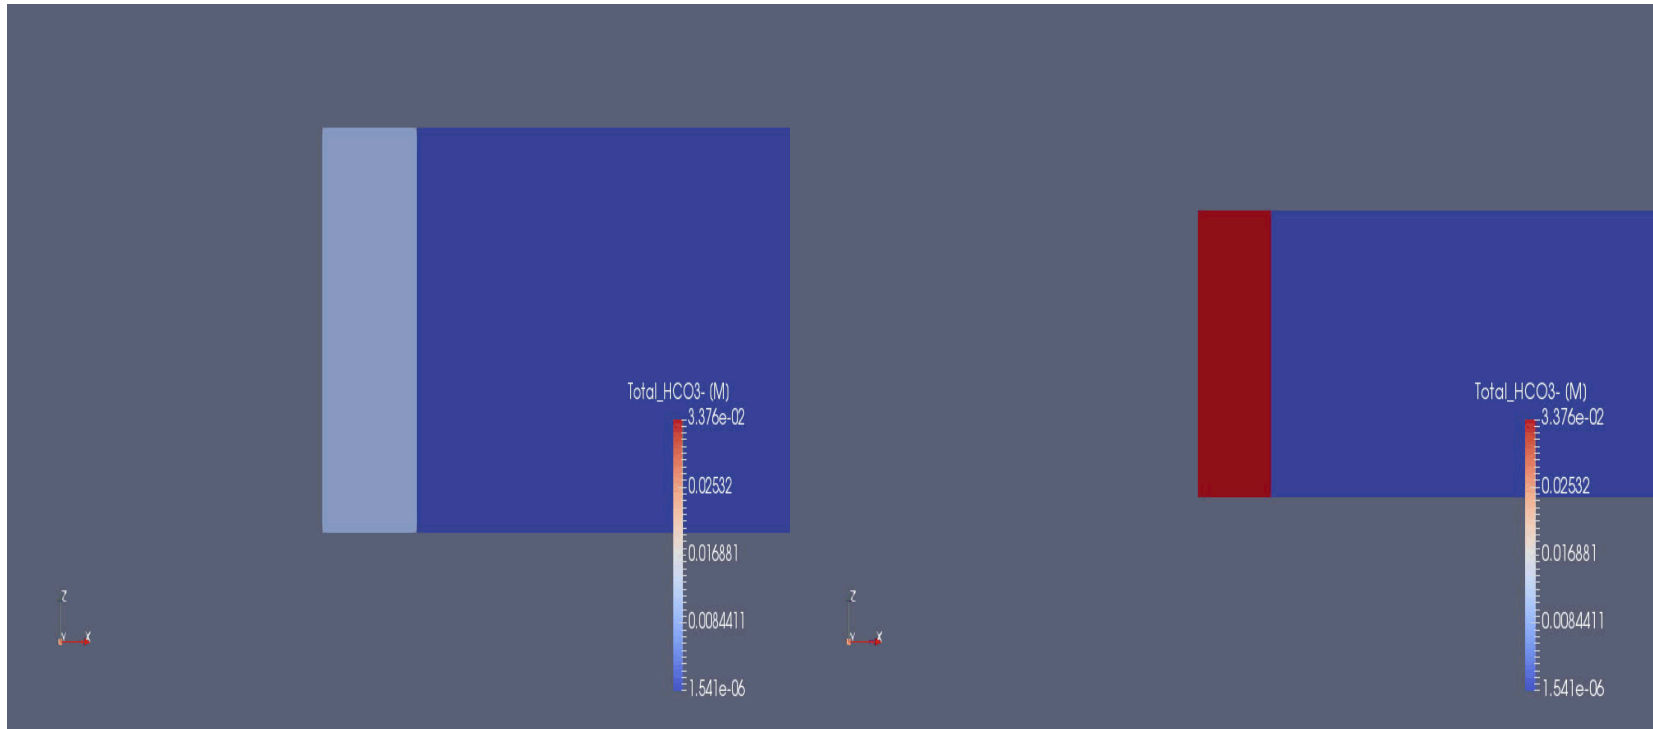 Total_HCO3- (M)
3.376e-02
0.02532
0.016881
0.0084411
1.541e-06
Z
Y
X
Total_HCO3- (M)
3.376e-02
0.02532
0.016881
0.0084411
1.541e-06
Z
Y
X